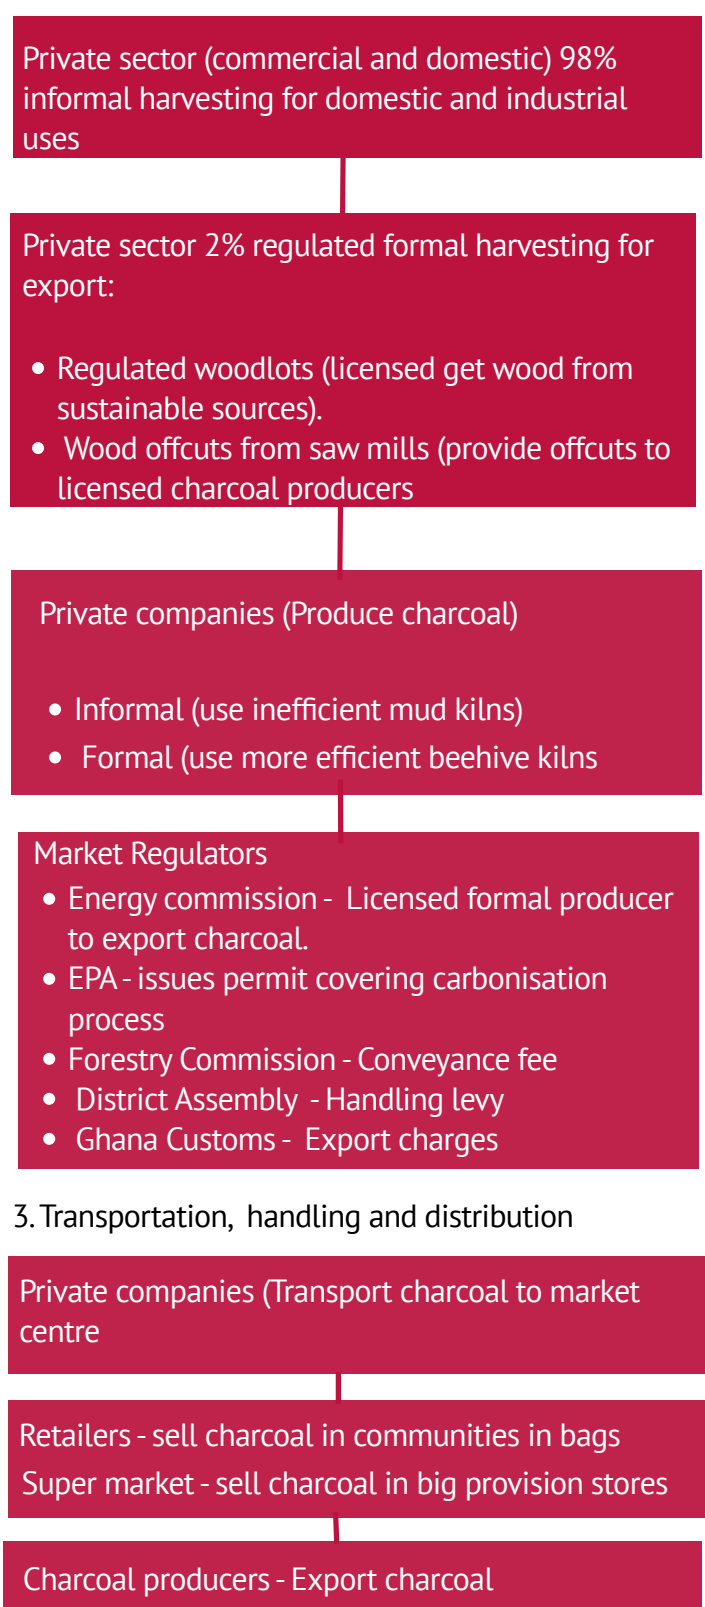 Private sector (commercial and domestic) 98%
informal harvesting for domestic and industrial
uses
Private sector 2% regulated formal harvesting for
export:
• Regulated woodlots (licensed get wood from
sustainable sources).
• Wood offcuts from saw mills (provide offcuts to
licensed charcoal producers
Private companies (Produce charcoal)
• Informal (use inefficient mud kilns)
• Formal (use more efficient beehive kilns
Market Regulators
• Energy commission - Licensed formal producer
to export charcoal.
• EPA - issues permit covering carbonisation
process
• Forestry Commission - Conveyance fee
• District Assembly - Handling levy
• Ghana Customs - Export charges
3. Transportation, handling and distribution
Private companies (Transport charcoal to market
centre
Retailers - sell charcoal in communities in bags
Super market - sell charcoal in big provision stores
Charcoal producers - Export charcoal